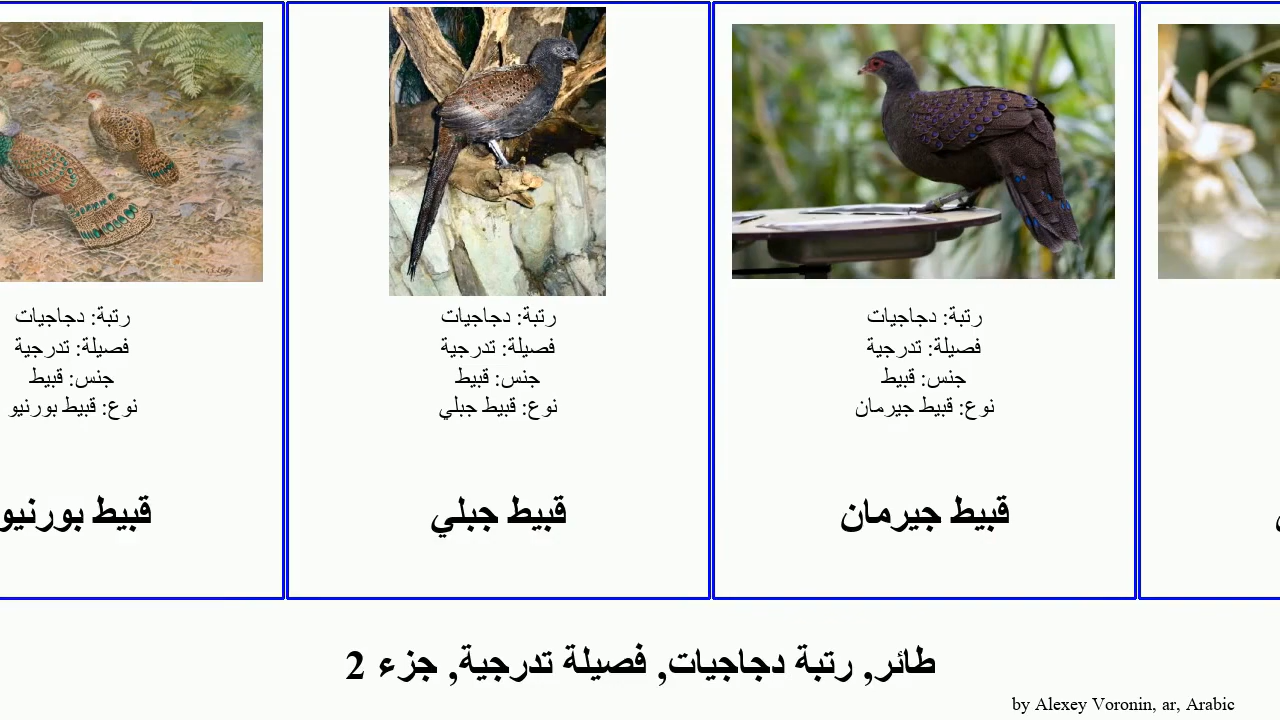 رتبة: دجاجيات
فصيلة: تدرجية
جنس: قبيط
نوع: قبيط بورنيو
قبيط بورنيو
رتبة: دجاجيات
فصيلة: تدرجية
جنس: قبيط
نوع: قبيط جبلي
قبيط جبلي
رتبة: دجاجيات
فصيلة: تدرجية
جنس: قبيط
نوع: قبيط جيرمان
قبيط جيرمان
طائر, رتبة دجاجيات, فصيلة تدرجية, جزء 2
by Alexey Voronin, ar, Arabic